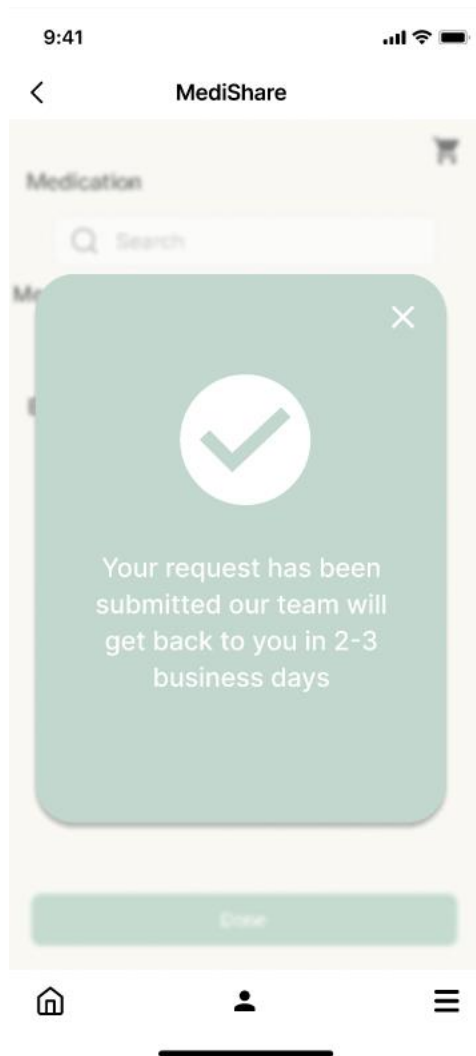 9:41
MediShare
Medication
Search
Your request has been
submitted our team will
get back to you in 2-3
business days
Done